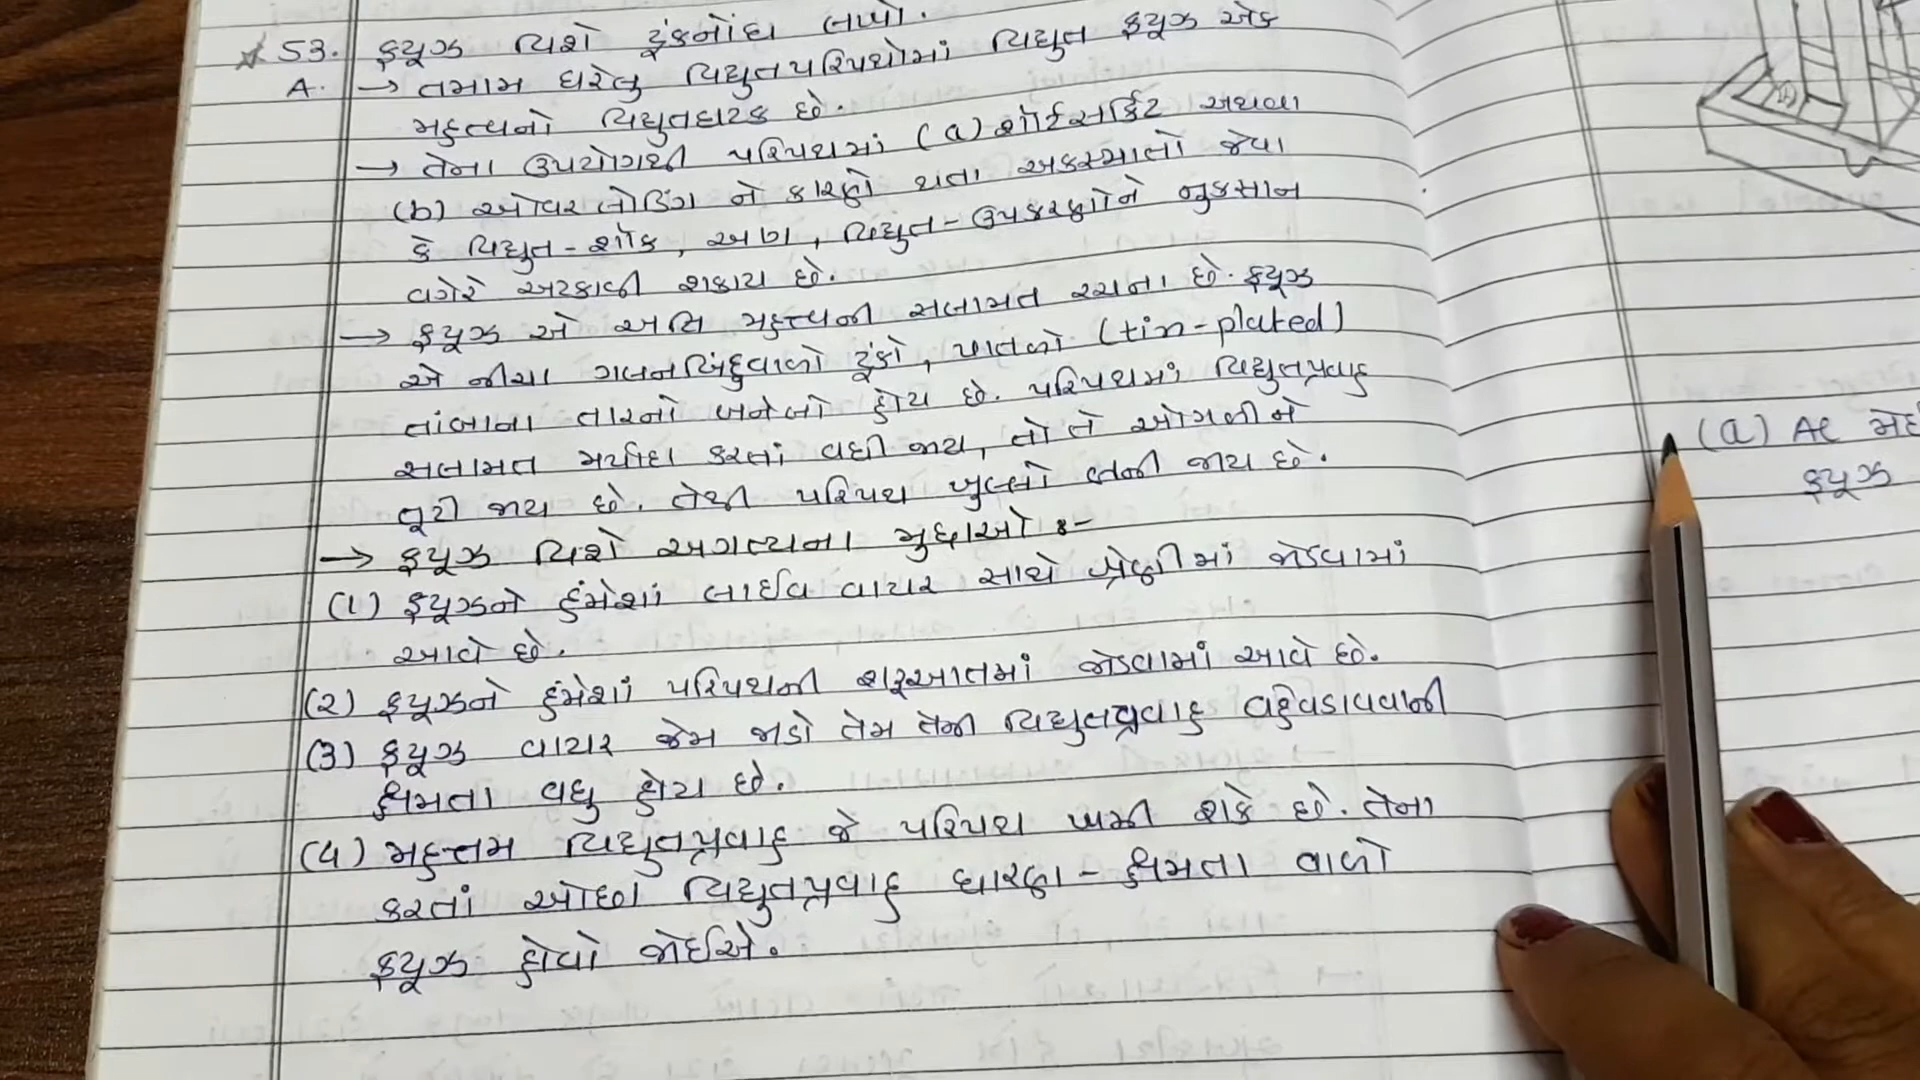 53. ફ્યૂઝ વિશે ટૂંકનોંધ લખો.
A. → તમામ ઘરેલુ વિદ્યુતપરિપથોમાં વિદ્યુત ફ્યૂઝ એક
મહત્ત્વનો વિદ્યુતઘટક છે.
→ તેના ઉપયોગથી પરિપથમાં (a) શૉર્ટસર્કિટ અથવા
(b) ઓવરલોડિંગ ને કારણે થતા અકસ્માતો જેવા
કે વિદ્યુત-શૉક, આગ, વિદ્યુત-ઉપકરણોને નુકસાન
વગેરે અટકાવી શકાય છે.
→ ફ્યૂઝ એ અતિ મહત્ત્વની સલામત રચના છે. ફ્યૂઝ
એ નીચા ગલનબિંદુવાળો ટૂંકો, પાતળો (tin-plated)
તાંબાના તારનો બનેલો હોય છે. પરિપથમાં વિદ્યુતપ્રવાહ
સલામત મર્યાદા કરતાં વધી જાય, તો તે ઓગળીને
તૂટી જાય છે. તેથી પરિપથ ખુલ્લો બની જાય છે.
→ ફ્યૂઝ વિશે અગત્યના મુદ્દાઓ :-
(1) ફ્યૂઝને હંમેશાં લાઈવ વાયર સાથે શ્રેણીમાં જોડવામાં
આવે છે.
(2) ફ્યૂઝને હંમેશાં પરિપથની શરૂઆતમાં જોડવામાં આવે છે.
(3) ફ્યૂઝ વાયર જેમ જાડો તેમ તેની વિદ્યુતપ્રવાહ વહેવડાવવાની
ક્ષમતા વધુ હોય છે.
(4) મહત્તમ વિદ્યુતપ્રવાહ જે પરિપથ ખમી શકે છે. તેના
કરતાં ઓછા વિદ્યુતપ્રવાહ ધારણ-ક્ષમતા વાળો
ફ્યૂઝ હોવો જોઈએ.
(a) AC
ફ્યૂઝ